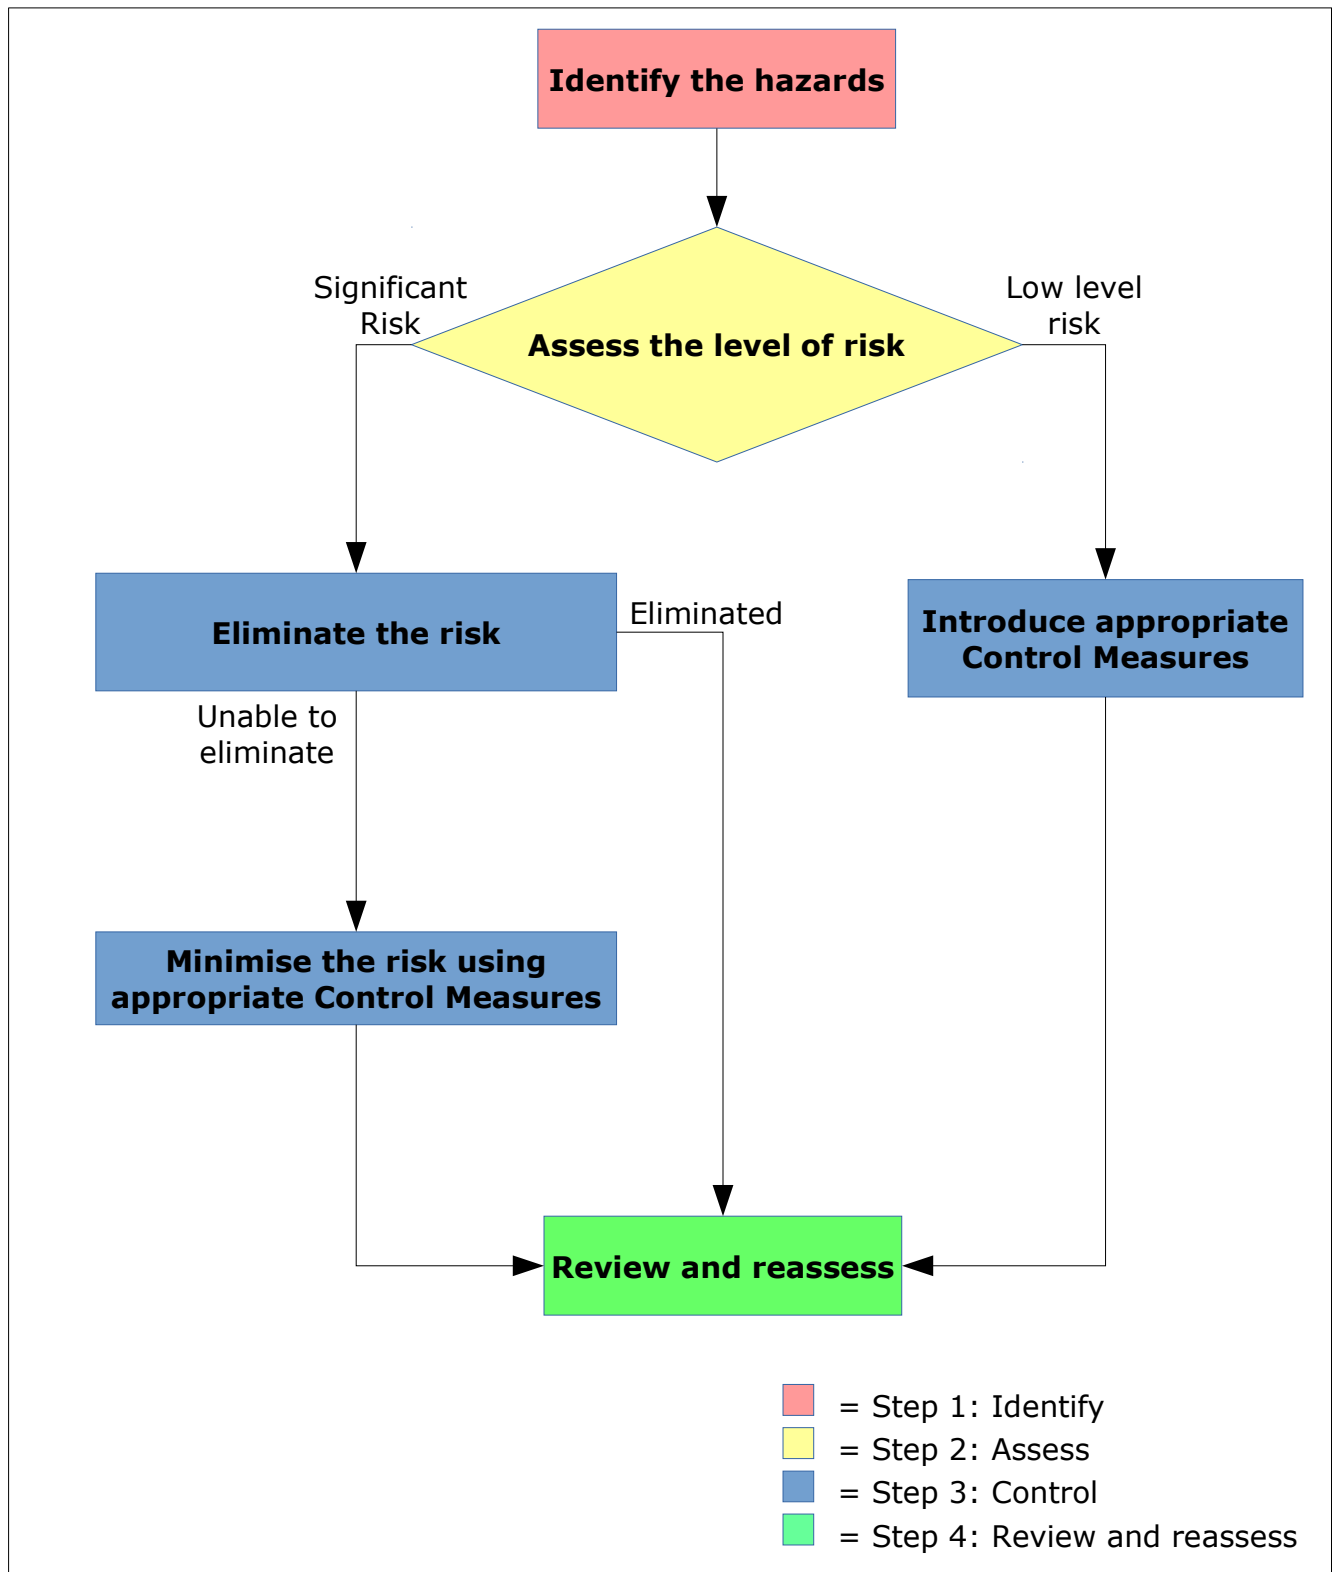 Identify the hazards
Significant
Risk
Low level
risk
Assess the level of risk
Eliminate the risk
Eliminated
Introduce appropriate
Control Measures
Unable to
eliminate
Minimise the risk using
appropriate Control Measures
Review and reassess
= Step 1: Identify
= Step 2: Assess
= Step 3: Control
= Step 4: Review and reassess